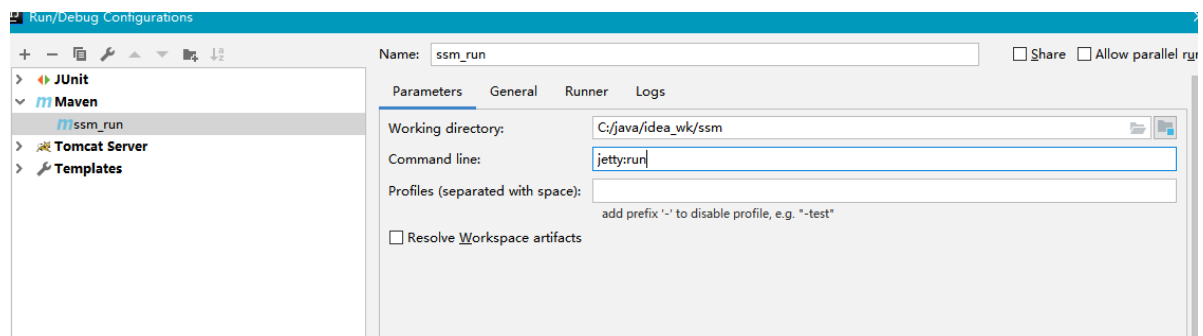 Run/Debug Configurations
Name: ssm_run
Share
Allow parallel
JUnit
Maven
ssm_run
Tomcat Server
Templates
Parameters General Runner Logs
Working directory: C:/java/idea_wk/ssm
Command line: jetty:run
Profiles (separated with space):
add prefix '-' to disable profile, e.g. "-test"
Resolve Workspace artifacts